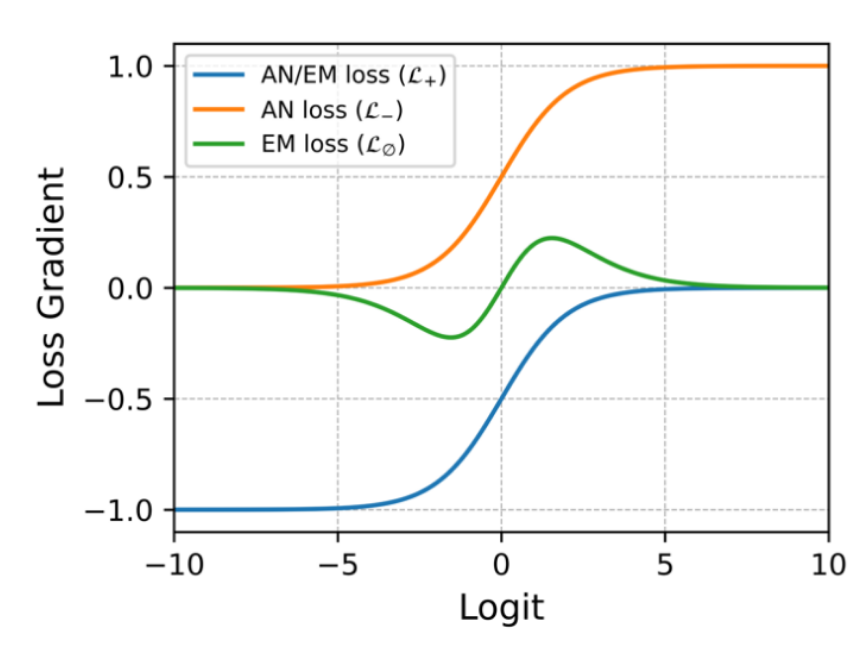 AN/EM loss (ℒ₊)
AN loss (ℒ₋)
EM loss (ℒ∅)
1.0
0.5
0.0
−0.5
−1.0
Loss Gradient
−10 −5 0 5 10
Logit